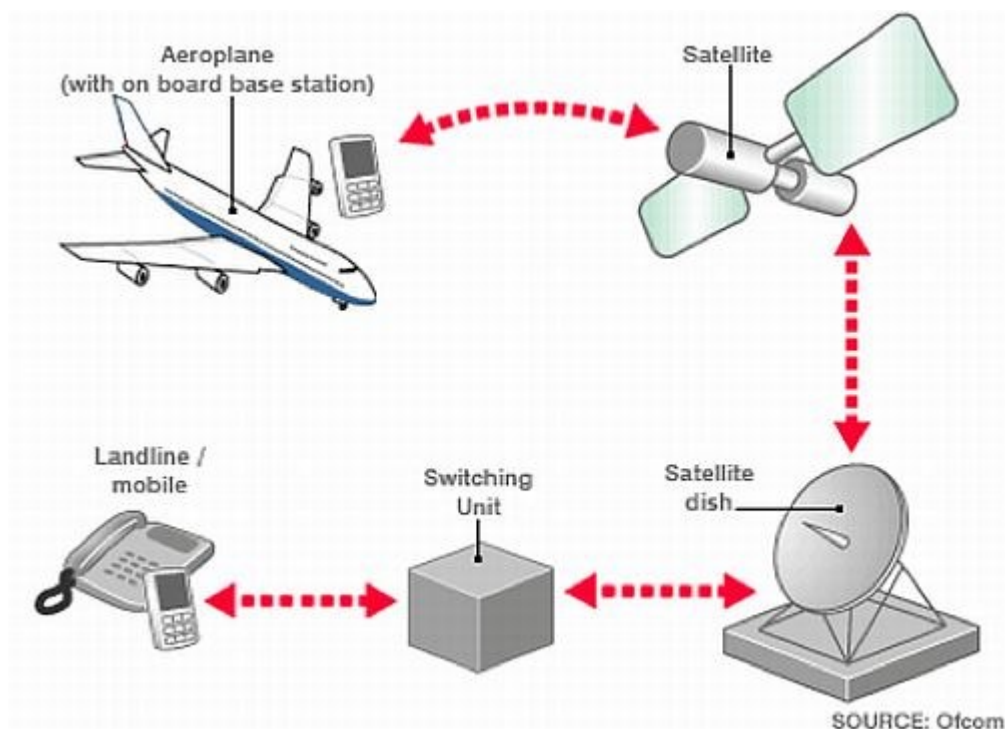 Aeroplane
(with on board base station)
Satellite
Landline /
mobile
Switching
Unit
Satellite
dish
SOURCE: Ofcom